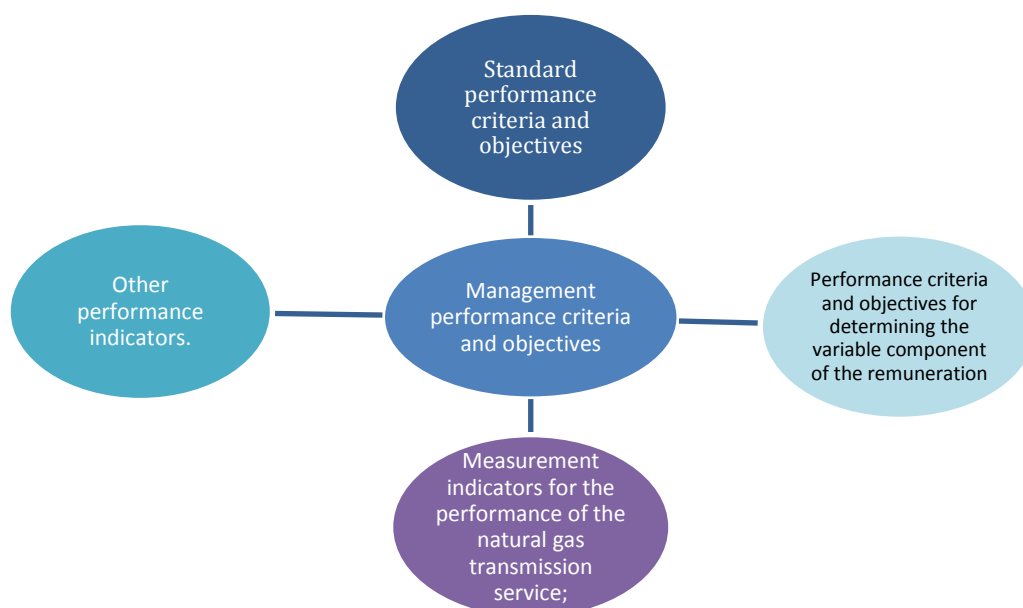 Standard
performance
criteria and
objectives
Other
performance
indicators.
Management
performance criteria
and objectives
Performance criteria
and objectives for
determining the
variable component
of the remuneration
Measurement
indicators for the
performance of the
natural gas
transmission
service;